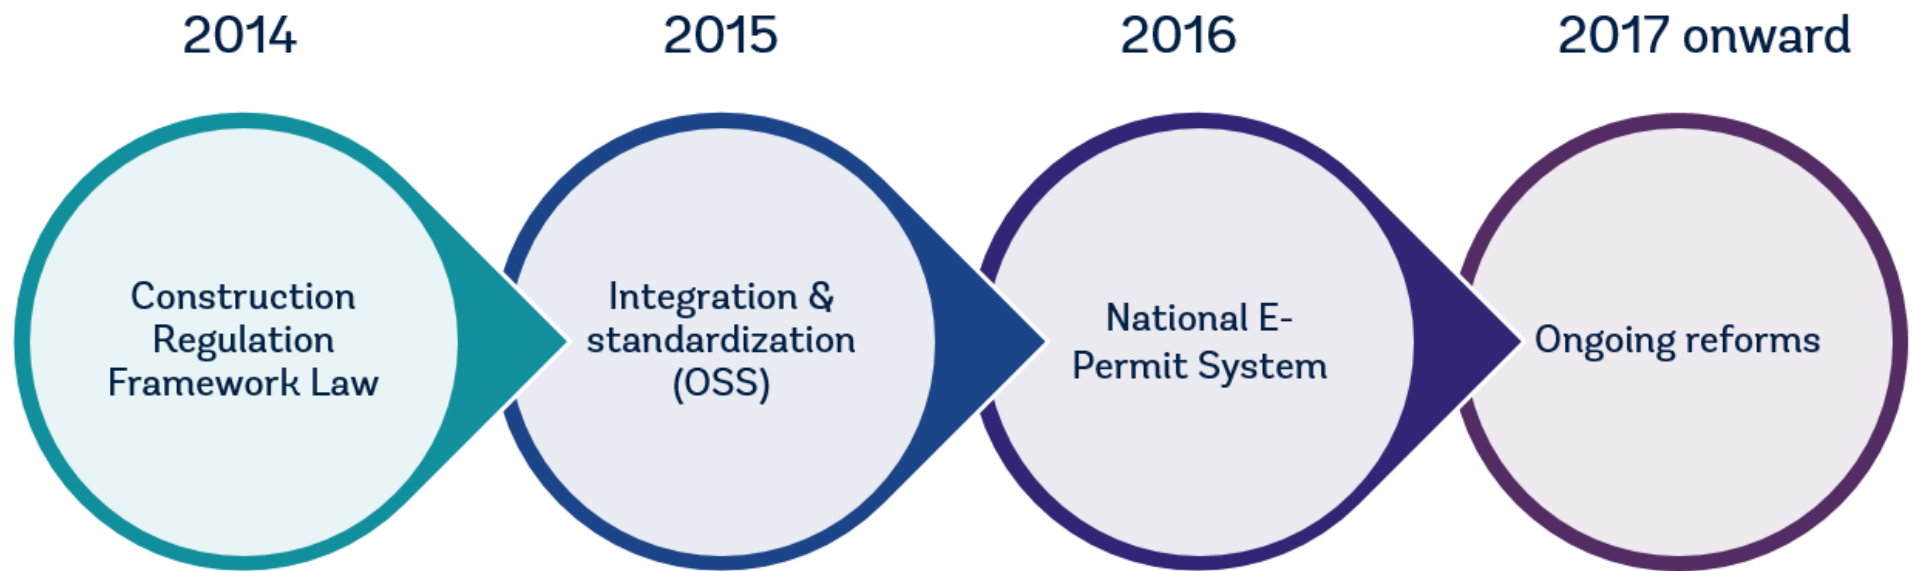 2014
2015
2016
2017 onward
Construction
Regulation
Framework Law
Integration &
standardization
(OSS)
National E-
Permit System
Ongoing reforms